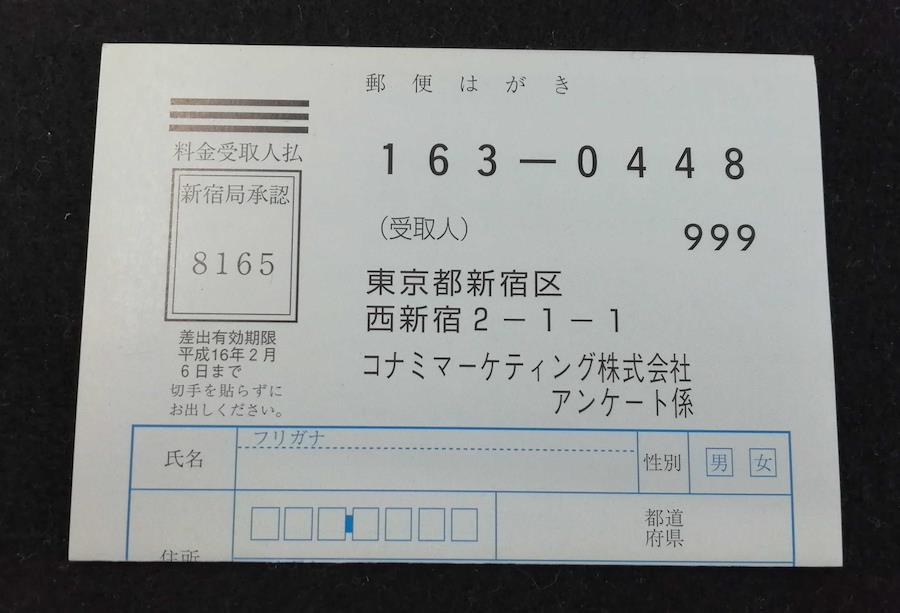 郵便はがき
料金受取人払
新宿局承認
8165
差出有効期限
平成16年2月
6日まで
切手を貼らずに
お出しください。
163-0448
(受取人)
999
東京都新宿区
西新宿2-1-1
コナミマーケティング株式会社
アンケート係
氏名
フリガナ
性別
男 女
住所
都道
府県